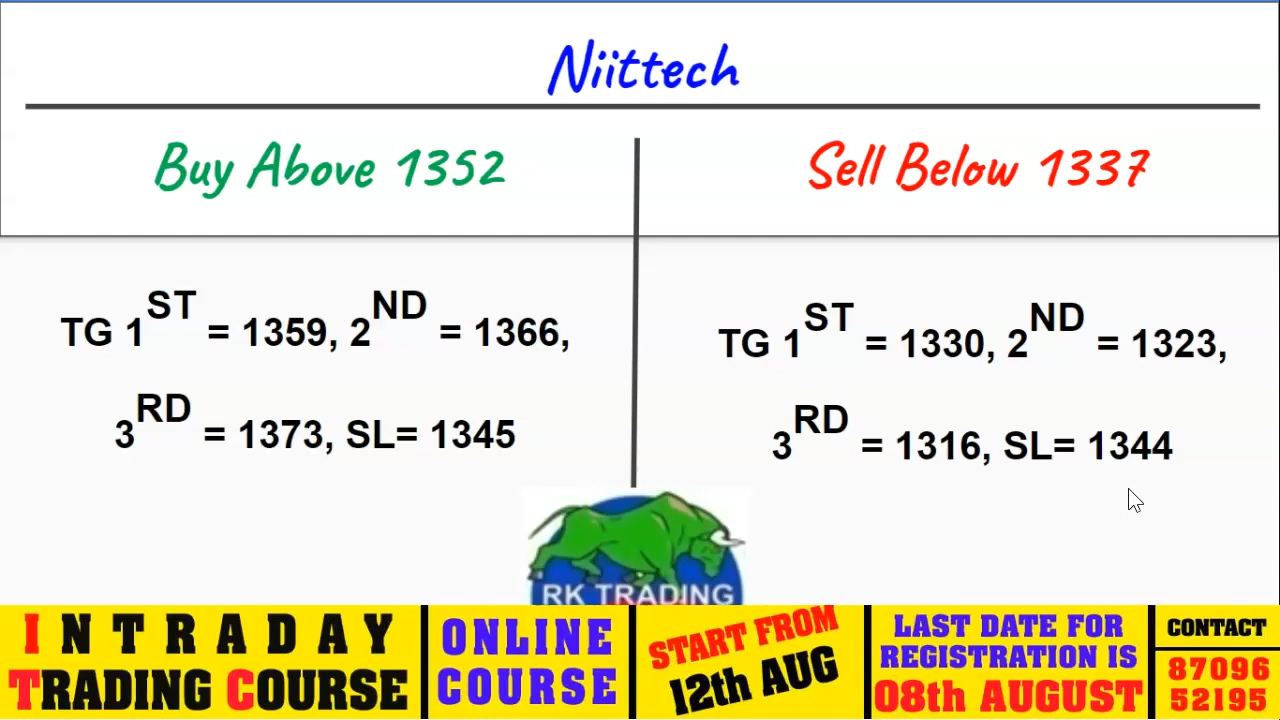 Niittech
Buy Above 1352
TG 1ST = 1359, 2ND = 1366,
3RD = 1373, SL= 1345
Sell Below 1337
TG 1ST = 1330, 2ND = 1323,
3RD = 1316, SL= 1344
RK TRADING
INTRADAY
TRADING COURSE
ONLINE
COURSE
START FROM
12th AUG
LAST DATE FOR
REGISTRATION IS
08th AUGUST
CONTACT
87096
52195